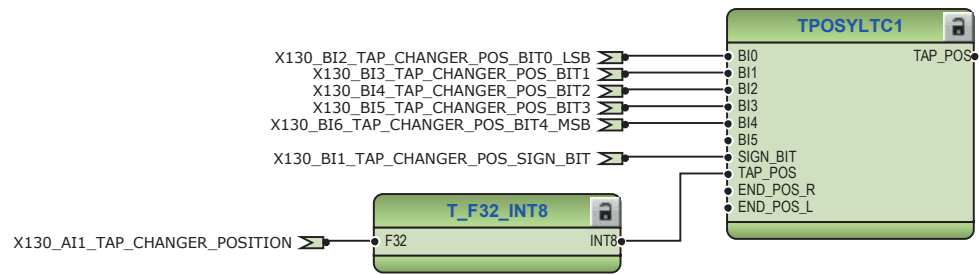 TPOSYLTC1
X130_BI2_TAP_CHANGER_POS_BIT0_LSB BI0 TAP_POS
X130_BI3_TAP_CHANGER_POS_BIT1 BI1
X130_BI4_TAP_CHANGER_POS_BIT2 BI2
X130_BI5_TAP_CHANGER_POS_BIT3 BI3
X130_BI6_TAP_CHANGER_POS_BIT4_MSB BI4
BI5
X130_BI1_TAP_CHANGER_POS_SIGN_BIT SIGN_BIT
TAP_POS
END_POS_R
END_POS_L
T_F32_INT8
X130_AI1_TAP_CHANGER_POSITION F32 INT8